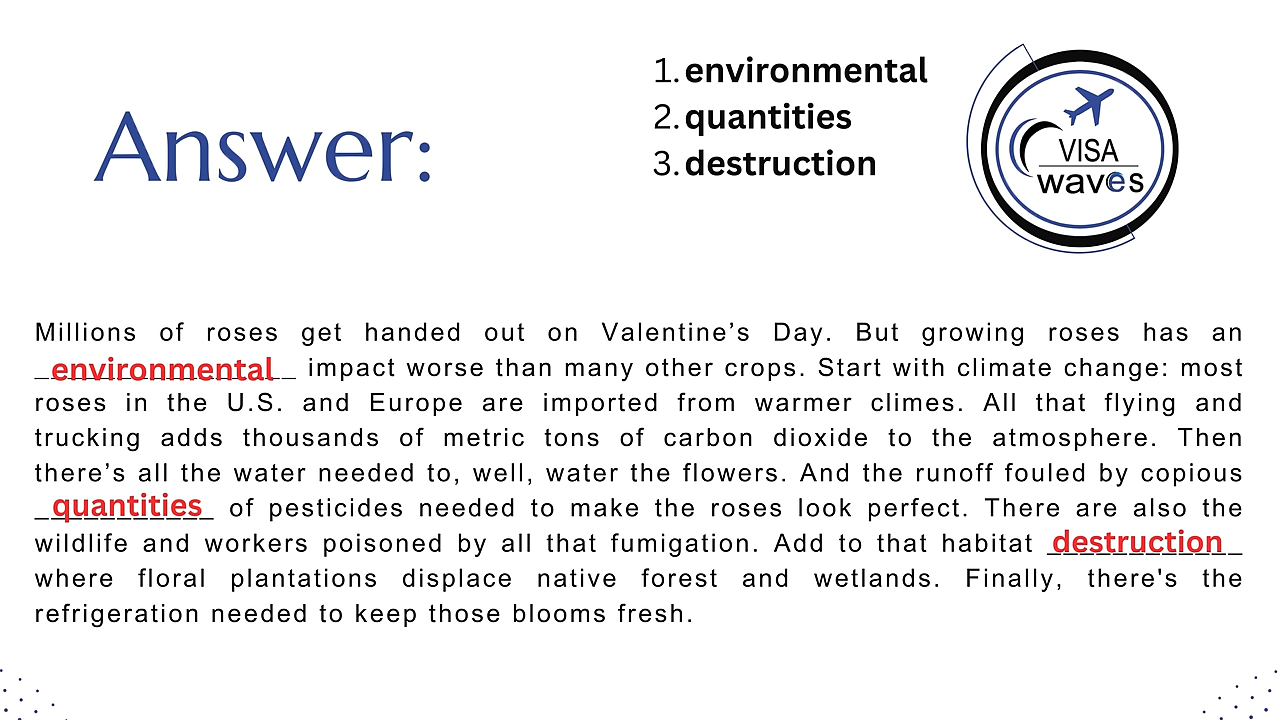 Answer:
1. environmental
2. quantities
3. destruction
VISA
waves
Millions of roses get handed out on Valentine’s Day. But growing roses has an
environmental impact worse than many other crops. Start with climate change: most
roses in the U.S. and Europe are imported from warmer climes. All that flying and
trucking adds thousands of metric tons of carbon dioxide to the atmosphere. Then
there’s all the water needed to, well, water the flowers. And the runoff fouled by copious
quantities of pesticides needed to make the roses look perfect. There are also the
wildlife and workers poisoned by all that fumigation. Add to that habitat destruction
where floral plantations displace native forest and wetlands. Finally, there's the
refrigeration needed to keep those blooms fresh.